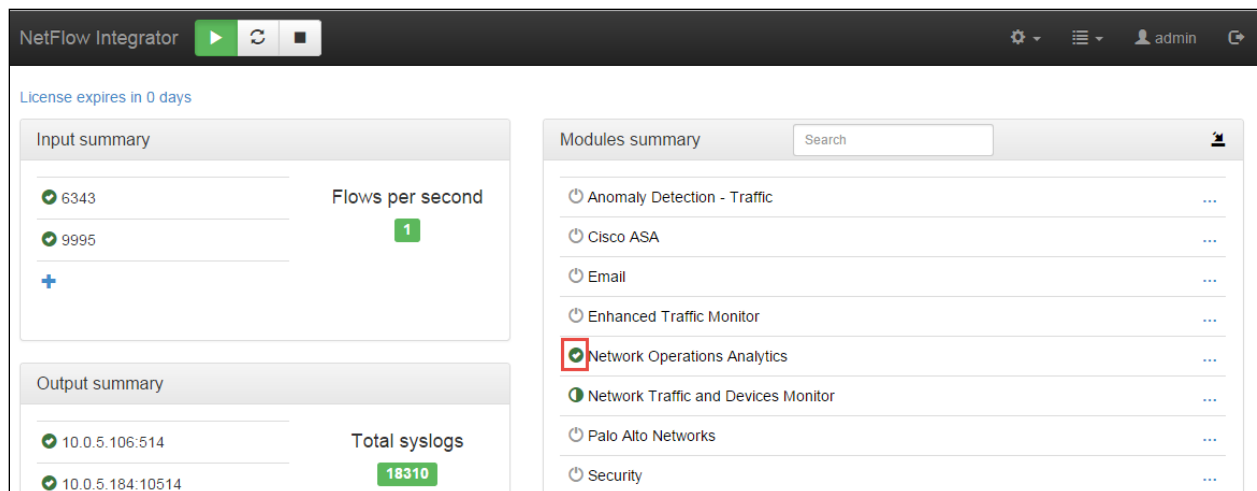 NetFlow Integrator
admin
License expires in 0 days
Input summary
6343
Flows per second
9995
1
Output summary
10.0.5.106:514
Total syslogs
10.0.5.184:10514
18310
Modules summary
Search
Anomaly Detection - Traffic
...
Cisco ASA
...
Email
...
Enhanced Traffic Monitor
...
Network Operations Analytics
...
Network Traffic and Devices Monitor
...
Palo Alto Networks
...
Security
...